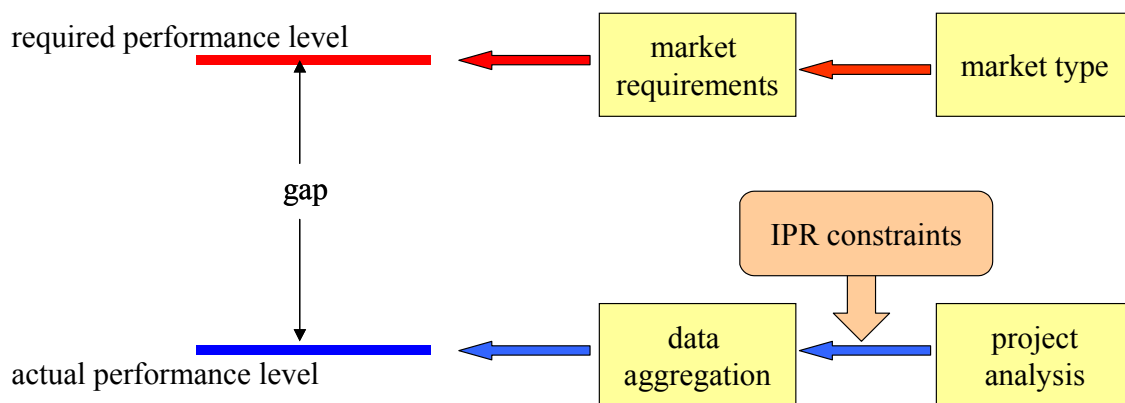 required performance level
market
requirements
market type
gap
IPR constraints
data
aggregation
project
analysis
actual performance level